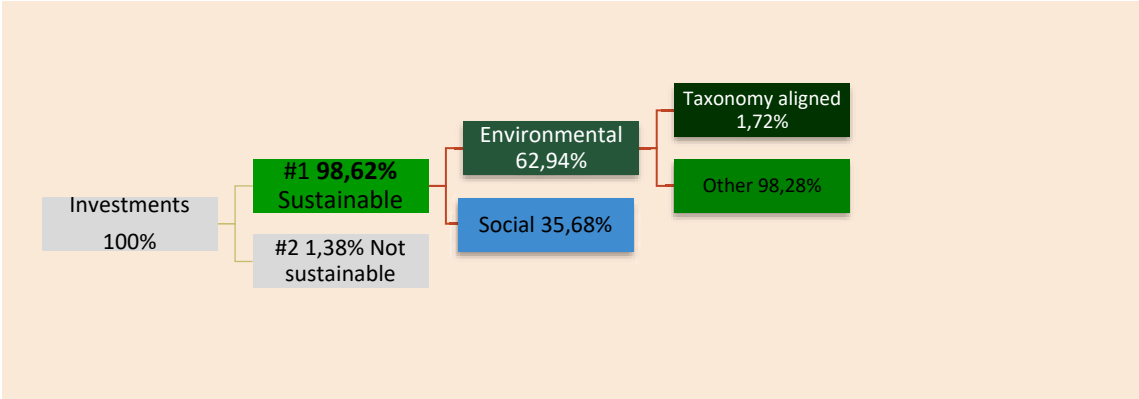 Investments
100%
#1 98,62%
Sustainable
#2 1,38% Not
sustainable
Environmental
62,94%
Social 35,68%
Taxonomy aligned
1,72%
Other 98,28%